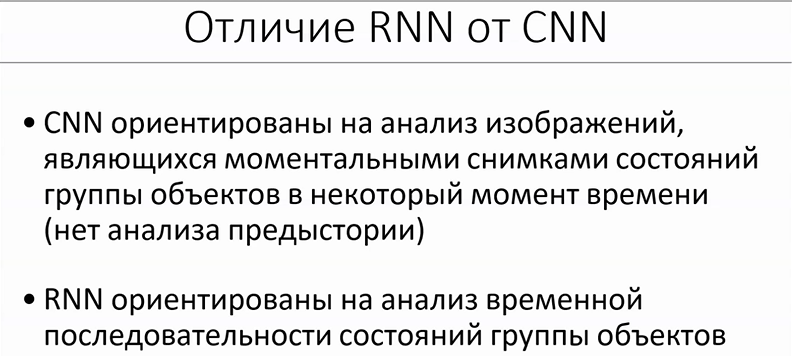 Отличие RNN от CNN
• CNN ориентированы на анализ изображений,
являющихся моментальными снимками состояний
группы объектов в некоторый момент времени
(нет анализа предыстории)
• RNN ориентированы на анализ временной
последовательности состояний группы объектов